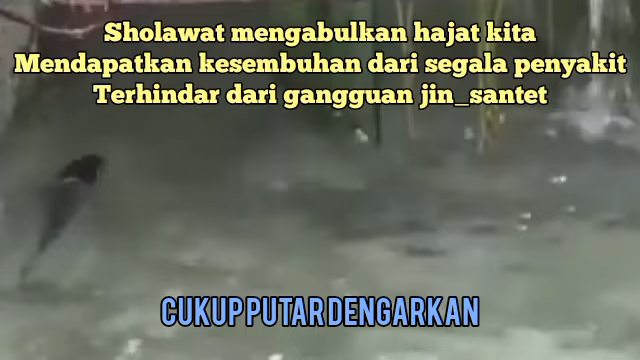 Sholawat mengabulkan hajat kita
Mendapatkan kesembuhan dari segala penyakit
Terhindar dari gangguan jin_santet
CUKUP PUTAR DENGARKAN